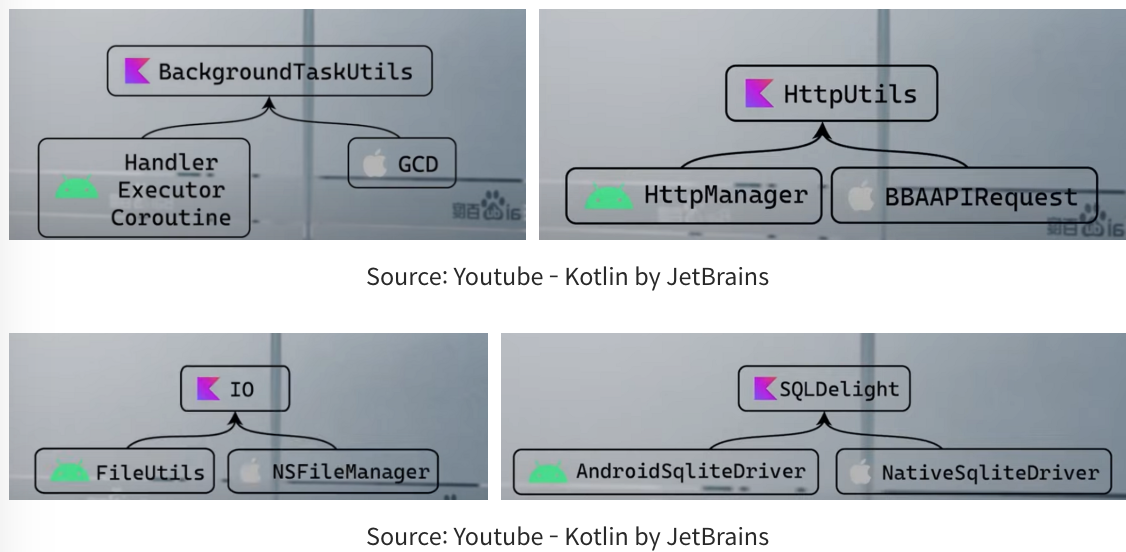 BackgroundTaskUtils
Handler
Executor
Coroutine
GCD
HttpUtils
HttpManager
BBAAPIRequest
Source: Youtube - Kotlin by JetBrains
IO
FileUtils
NSFileManager
SQLDelight
AndroidSqliteDriver
NativeSqliteDriver
Source: Youtube - Kotlin by JetBrains